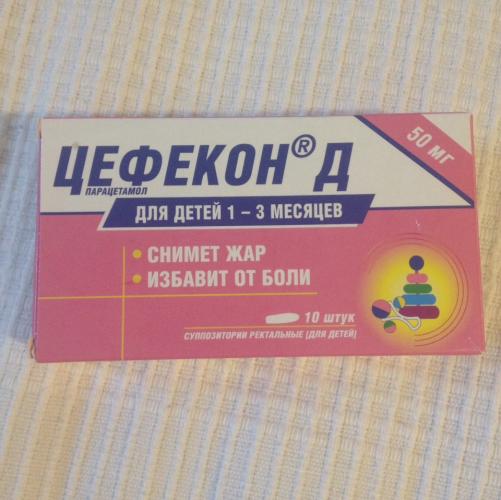 50 МГ
ЦЕФЕКОН® Д
ПАРАЦЕТАМОЛ
ДЛЯ ДЕТЕЙ 1 – 3 МЕСЯЦЕВ
• СНИМЕТ ЖАР
• ИЗБАВИТ ОТ БОЛИ
10 штук
СУППОЗИТОРИИ РЕКТАЛЬНЫЕ (ДЛЯ ДЕТЕЙ)